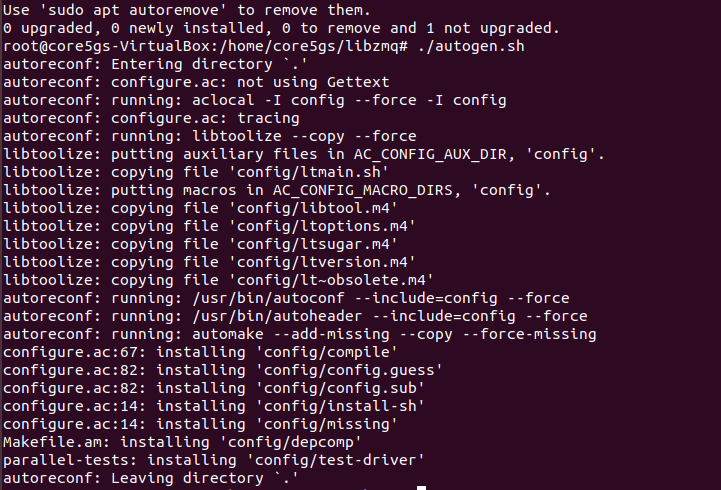 Use 'sudo apt autoremove' to remove them.
0 upgraded, 0 newly installed, 0 to remove and 1 not upgraded.
root@core5gs-VirtualBox:/home/core5gs/libzmq# ./autogen.sh
autoreconf: Entering directory `.'
autoreconf: configure.ac: not using Gettext
autoreconf: running: aclocal -I config --force -I config
autoreconf: configure.ac: tracing
autoreconf: running: libtoolize --copy --force
libtoolize: putting auxiliary files in AC_CONFIG_AUX_DIR, 'config'.
libtoolize: copying file 'config/ltmain.sh'
libtoolize: putting macros in AC_CONFIG_MACRO_DIRS, 'config'.
libtoolize: copying file 'config/libtool.m4'
libtoolize: copying file 'config/ltoptions.m4'
libtoolize: copying file 'config/ltsugar.m4'
libtoolize: copying file 'config/ltversion.m4'
libtoolize: copying file 'config/lt~obsolete.m4'
autoreconf: running: /usr/bin/autoconf --include=config --force
autoreconf: running: /usr/bin/autoheader --include=config --force
autoreconf: running: automake --add-missing --copy --force-missing
configure.ac:67: installing 'config/compile'
configure.ac:82: installing 'config/config.guess'
configure.ac:82: installing 'config/config.sub'
configure.ac:14: installing 'config/install-sh'
configure.ac:14: installing 'config/missing'
Makefile.am: installing 'config/depcomp'
parallel-tests: installing 'config/test-driver'
autoreconf: Leaving directory `.'